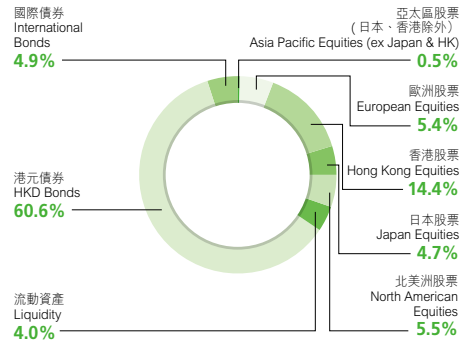 國際債券
International
Bonds
4.9%
港元債券
HKD Bonds
60.6%
流動資產
Liquidity
4.0%
亞太區股票
(日本、香港除外)
Asia Pacific Equities (ex Japan & HK)
0.5%
歐洲股票
European Equities
5.4%
香港股票
Hong Kong Equities
14.4%
日本股票
Japan Equities
4.7%
北美洲股票
North American
Equities
5.5%